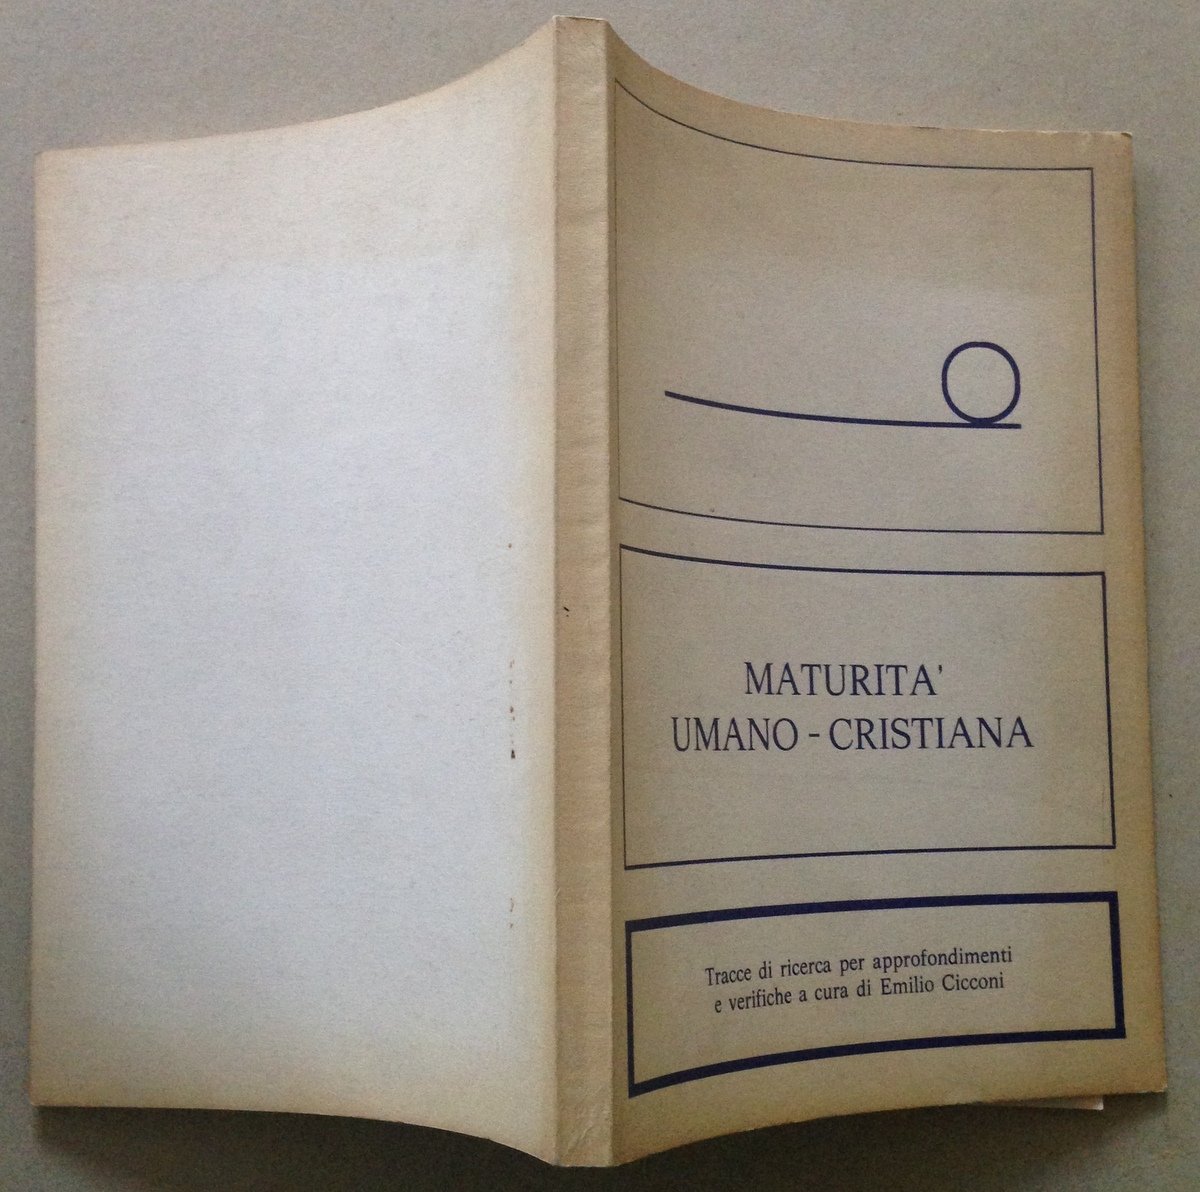 MATURITA'
UMANO - CRISTIANA
Tracce di ricerca per approfondimenti
e verifiche a cura di Emilio Cicconi